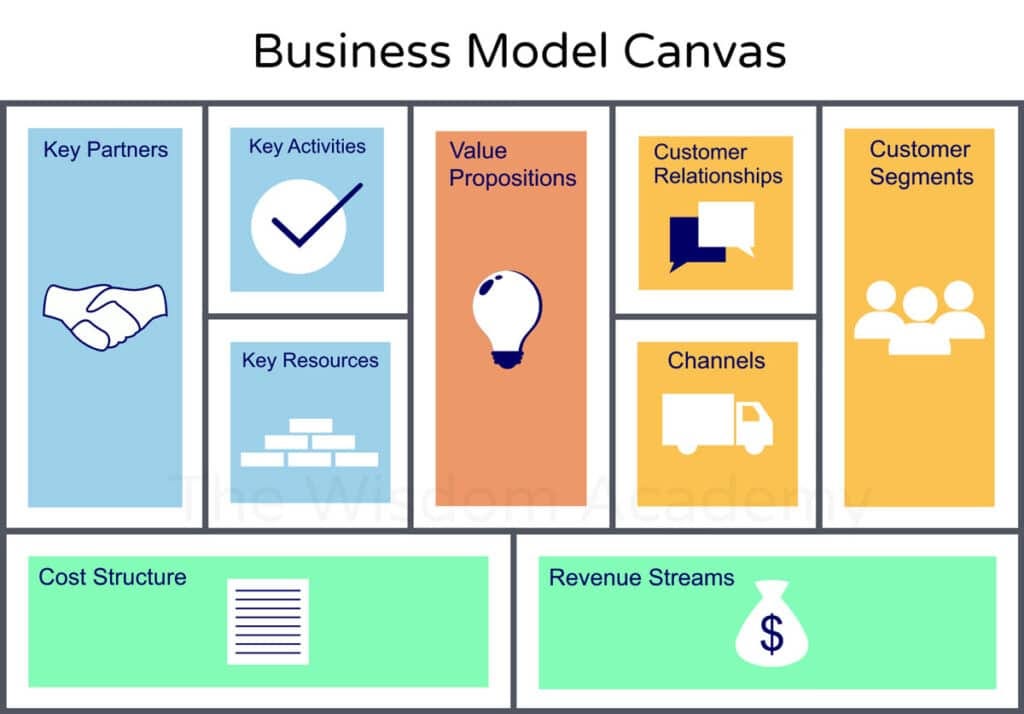 Business Model Canvas
Key Partners
Key Activities
Key Resources
Value
Propositions
Customer
Relationships
Channels
Customer
Segments
The Wisdom Academy
Cost Structure
Revenue Streams
$